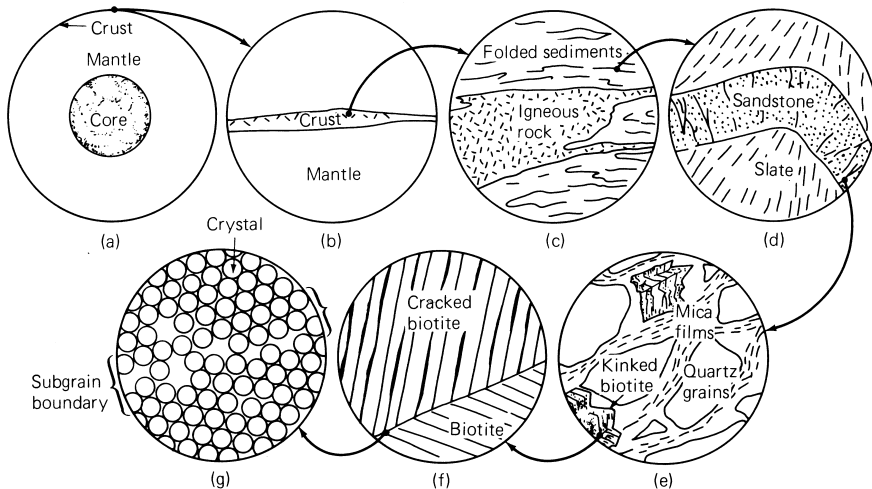 Crust
Mantle
Core
(a)
Crust
Mantle
(b)
Folded sediments
Igneous
rock
(c)
Sandstone
Slate
(d)
Crystal
Subgrain
boundary
(g)
Cracked
biotite
Biotite
(f)
Mica
films
Kinked
biotite
Quartz
grains
(e)